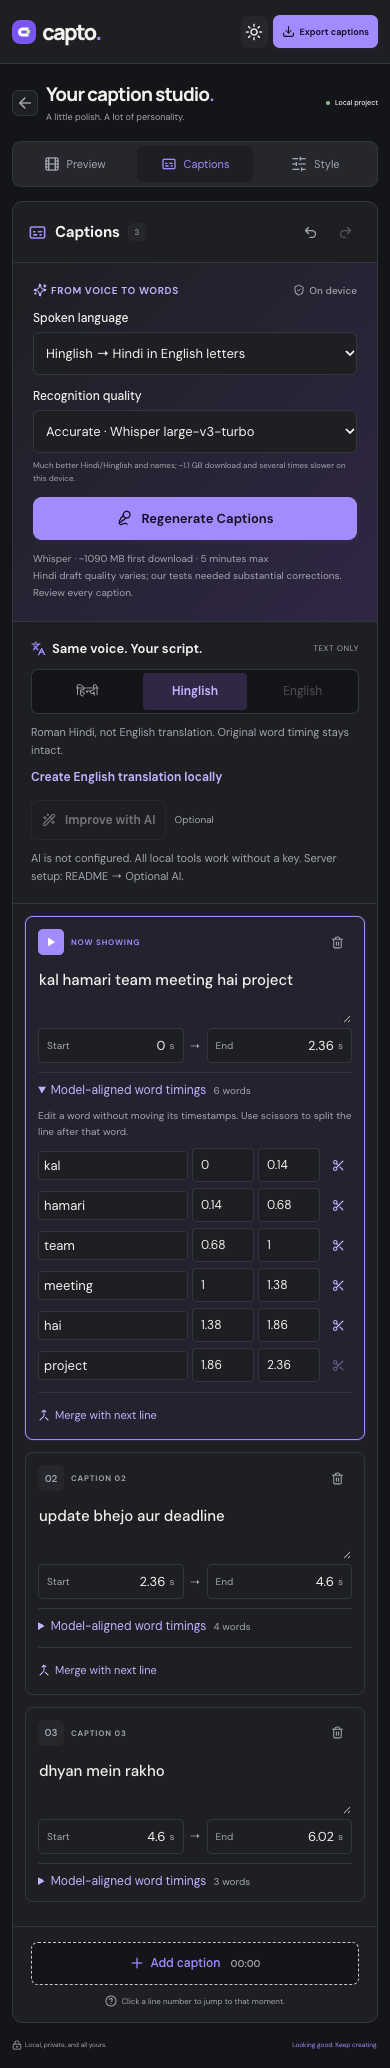 capto.
Export captions
Your caption studio.
A little polish. A lot of personality.
Local project
Preview
Captions
Style
Captions 3
FROM VOICE TO WORDS
On device
Spoken language
Hinglish → Hindi in English letters
Recognition quality
Accurate · Whisper large-v3-turbo
Much better Hindi/Hinglish and names; ~1.1 GB download and several times slower on
this device.
Regenerate Captions
Whisper · ~1090 MB first download · 5 minutes max
Hindi draft quality varies; our tests needed substantial corrections.
Review every caption.
Same voice. Your script.
TEXT ONLY
हिन्दी
Hinglish
English
Roman Hindi, not English translation. Original word timing stays
intact.
Create English translation locally
Improve with AI
Optional
AI is not configured. All local tools work without a key. Server
setup: README → Optional AI.
NOW SHOWING
kal hamari team meeting hai project
Start 0 s → End 2.36 s
▼ Model-aligned word timings 6 words
Edit a word without moving its timestamps. Use scissors to split the
line after that word.
kal 0 0.14
hamari 0.14 0.68
team 0.68 1
meeting 1 1.38
hai 1.38 1.86
project 1.86 2.36
Merge with next line
02 CAPTION 02
update bhejo aur deadline
Start 2.36 s → End 4.6 s
▶ Model-aligned word timings 4 words
Merge with next line
03 CAPTION 03
dhyan mein rakho
Start 4.6 s → End 6.02 s
▶ Model-aligned word timings 3 words
+ Add caption 00:00
Click a line number to jump to that moment.
Local, private, and all yours.
Looking good. Keep creating.